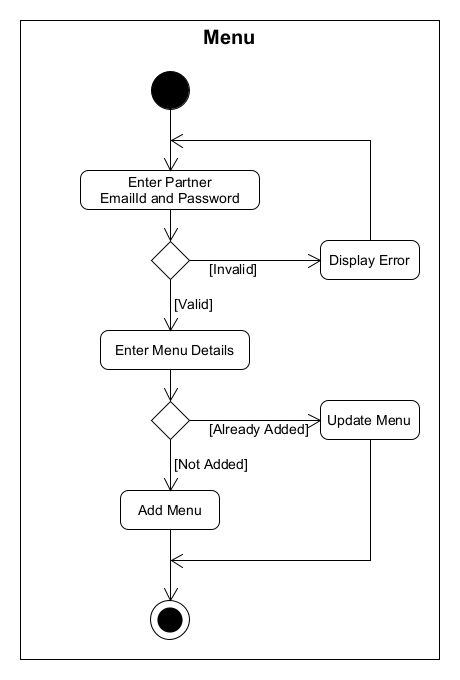 Menu
Enter Partner
EmailId and Password
[Invalid]
Display Error
[Valid]
Enter Menu Details
[Already Added]
Update Menu
[Not Added]
Add Menu